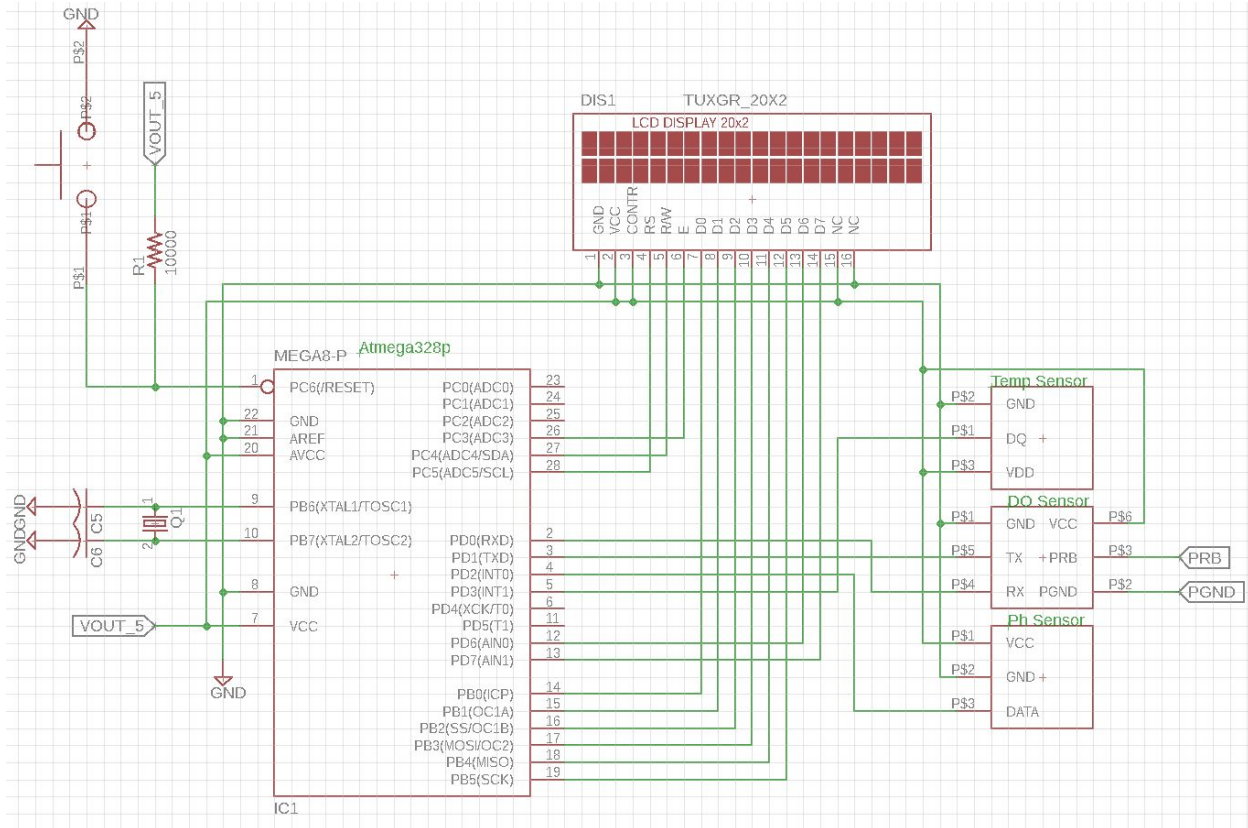 GND
P$2
P$2
P$1
P$1
VOUT_5
R1
10000
DIS1
TUXGR_20X2
LCD DISPLAY 20x2
GND
VCC
CONTR
RS
R/W
E
D0
D1
D2
D3
D4
D5
D6
D7
NC
NC
1
2
3
4
5
6
7
8
9
10
11
12
13
14
15
16
MEGA8-P
Atmega328p
1 PC6(/RESET)
22 GND
21 AREF
20 AVCC
9 PB6(XTAL1/TOSC1)
10 PB7(XTAL2/TOSC2)
8 GND
7 VCC
PC0(ADC0) 23
PC1(ADC1) 24
PC2(ADC2) 25
PC3(ADC3) 26
PC4(ADC4/SDA) 27
PC5(ADC5/SCL) 28
PD0(RXD) 2
PD1(TXD) 3
PD2(INT0) 4
PD3(INT1) 5
PD4(XCK/T0) 6
PD5(T1) 11
PD6(AIN0) 12
PD7(AIN1) 13
PB0(ICP) 14
PB1(OC1A) 15
PB2(SS/OC1B) 16
PB3(MOSI/OC2) 17
PB4(MISO) 18
PB5(SCK) 19
IC1
GND
GND
C5
C6
1
2
Q1
VOUT_5
GND
Temp Sensor
P$2 GND
P$1 DQ
P$3 VDD
DO Sensor
P$1 GND VCC P$6
P$5 TX PRB P$3
P$4 RX PGND P$2
PRB
PGND
Ph Sensor
P$1 VCC
P$2 GND
P$3 DATA